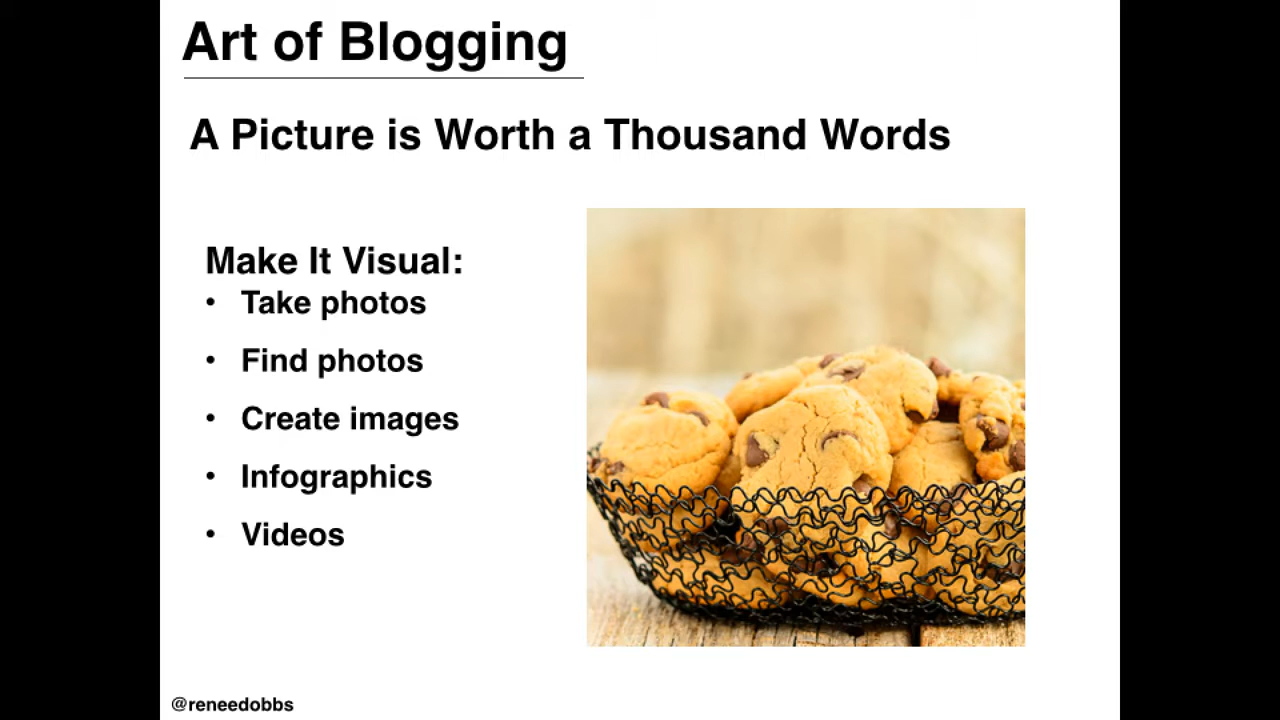 Art of Blogging
A Picture is Worth a Thousand Words
Make It Visual:
• Take photos
• Find photos
• Create images
• Infographics
• Videos
@reneedobbs